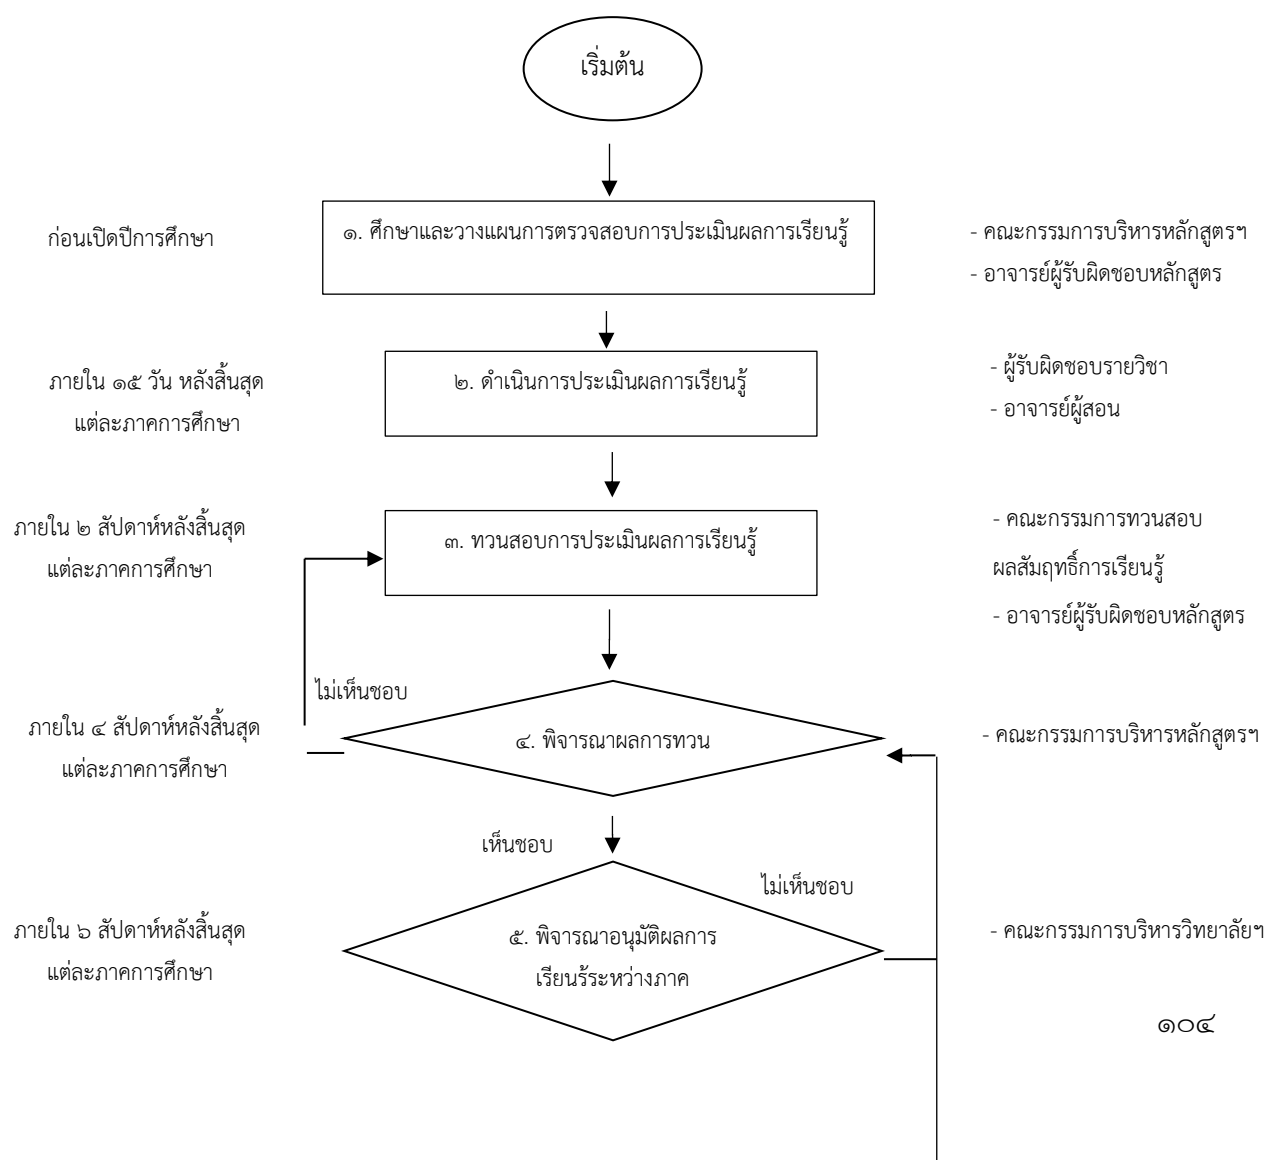 เริ่มต้น
ก่อนเปิดปีการศึกษา
๑. ศึกษาและวางแผนการตรวจสอบการประเมินผลการเรียนรู้
- คณะกรรมการบริหารหลักสูตรฯ
- อาจารย์ผู้รับผิดชอบหลักสูตร
ภายใน ๑๕ วัน หลังสิ้นสุด
แต่ละภาคการศึกษา
๒. ดำเนินการประเมินผลการเรียนรู้
- ผู้รับผิดชอบรายวิชา
- อาจารย์ผู้สอน
ภายใน ๒ สัปดาห์หลังสิ้นสุด
แต่ละภาคการศึกษา
๓. ทวนสอบการประเมินผลการเรียนรู้
- คณะกรรมการทวนสอบ
ผลสัมฤทธิ์การเรียนรู้
- อาจารย์ผู้รับผิดชอบหลักสูตร
ไม่เห็นชอบ
ภายใน ๔ สัปดาห์หลังสิ้นสุด
แต่ละภาคการศึกษา
๔. พิจารณาผลการทวน
- คณะกรรมการบริหารหลักสูตรฯ
เห็นชอบ
ไม่เห็นชอบ
ภายใน ๖ สัปดาห์หลังสิ้นสุด
แต่ละภาคการศึกษา
๕. พิจารณาอนุมัติผลการ
เรียนรู้ระหว่างภาค
- คณะกรรมการบริหารวิทยาลัยฯ
๑๐๔